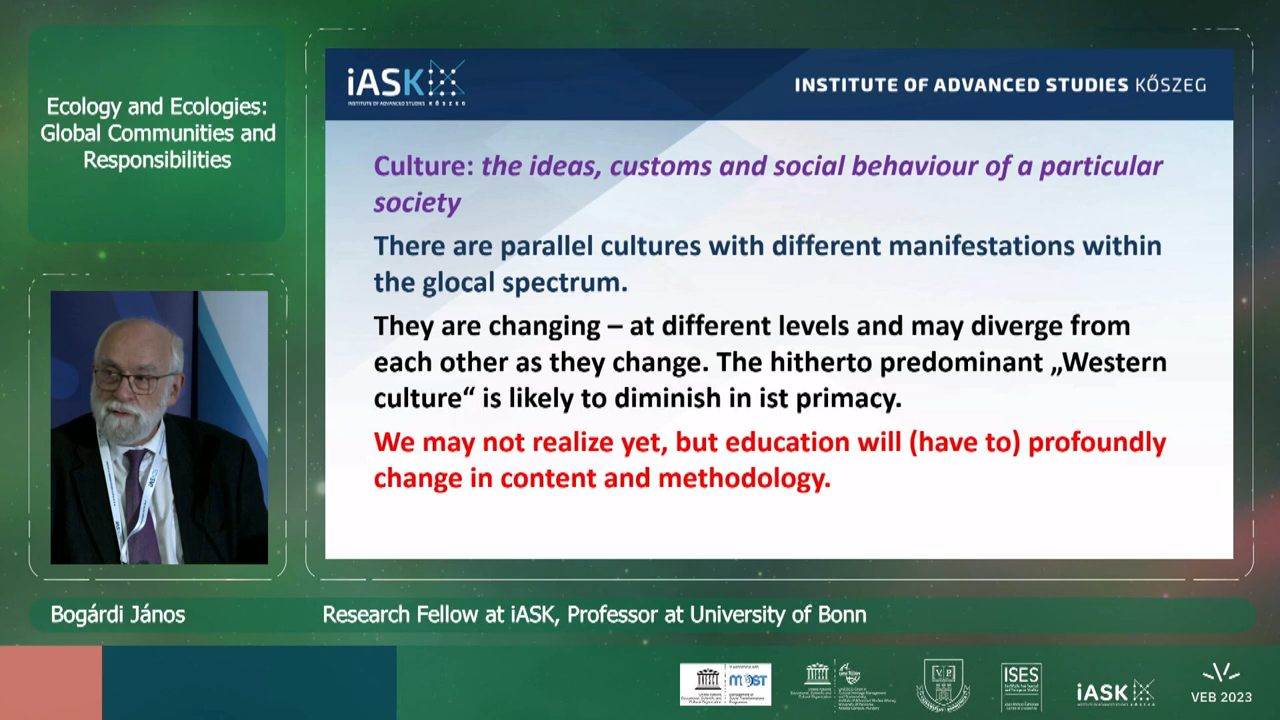 Ecology and Ecologies:
Global Communities and
Responsibilities
iASK
INSTITUTE OF ADVANCED STUDIES KŐSZEG
INSTITUTE OF ADVANCED STUDIES KŐSZEG
Culture: the ideas, customs and social behaviour of a particular
society
There are parallel cultures with different manifestations within
the glocal spectrum.
They are changing – at different levels and may diverge from
each other as they change. The hitherto predominant „Western
culture“ is likely to diminish in ist primacy.
We may not realize yet, but education will (have to) profoundly
change in content and methodology.
Bogárdi János
Research Fellow at iASK, Professor at University of Bonn
MOST
ISES
iASK
VEB 2023